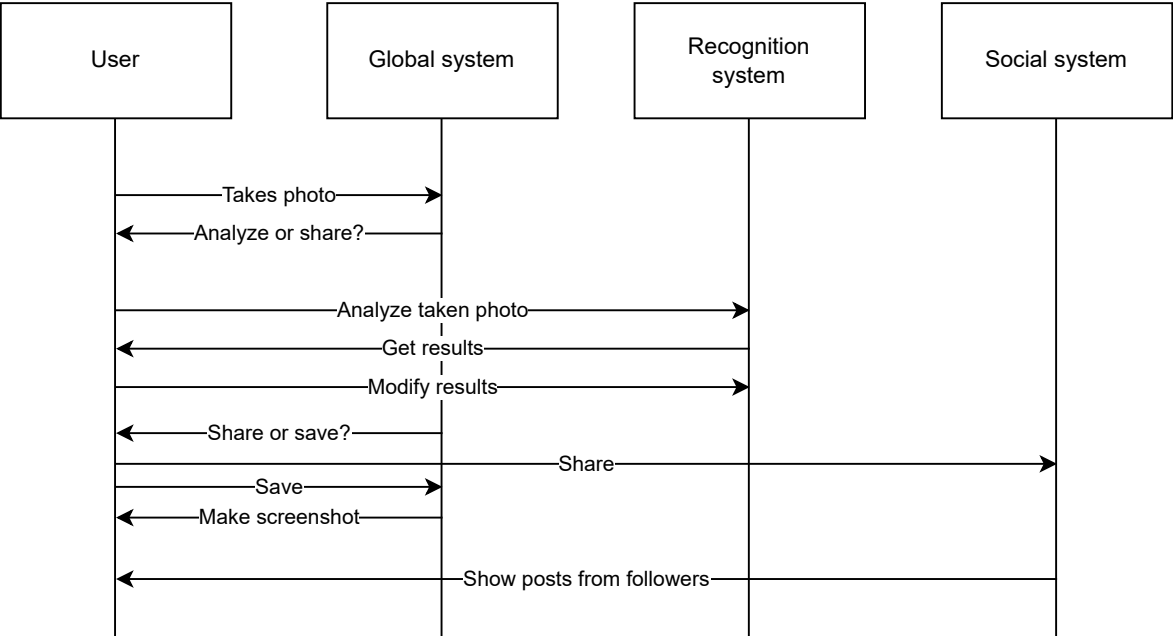 User
Global system
Recognition
system
Social system
Takes photo
Analyze or share?
Analyze taken photo
Get results
Modify results
Share or save?
Share
Save
Make screenshot
Show posts from followers